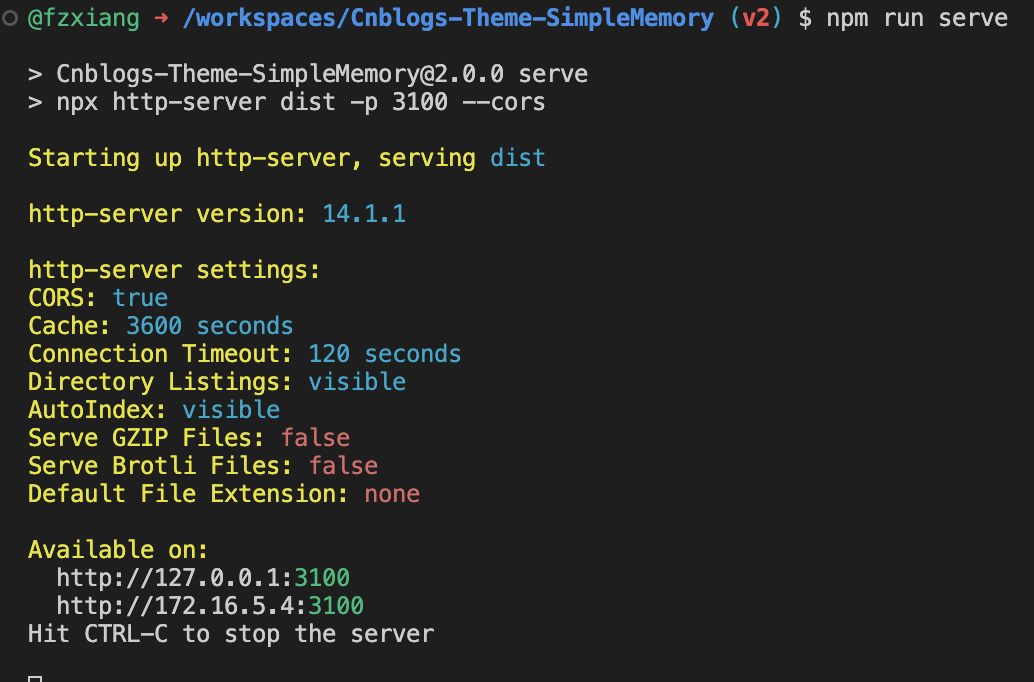 @fzxiang ➜ /workspaces/Cnblogs-Theme-SimpleMemory (v2) $ npm run serve
> Cnblogs-Theme-SimpleMemory@2.0.0 serve
> npx http-server dist -p 3100 --cors
Starting up http-server, serving dist
http-server version: 14.1.1
http-server settings:
CORS: true
Cache: 3600 seconds
Connection Timeout: 120 seconds
Directory Listings: visible
AutoIndex: visible
Serve GZIP Files: false
Serve Brotli Files: false
Default File Extension: none
Available on:
http://127.0.0.1:3100
http://172.16.5.4:3100
Hit CTRL-C to stop the server